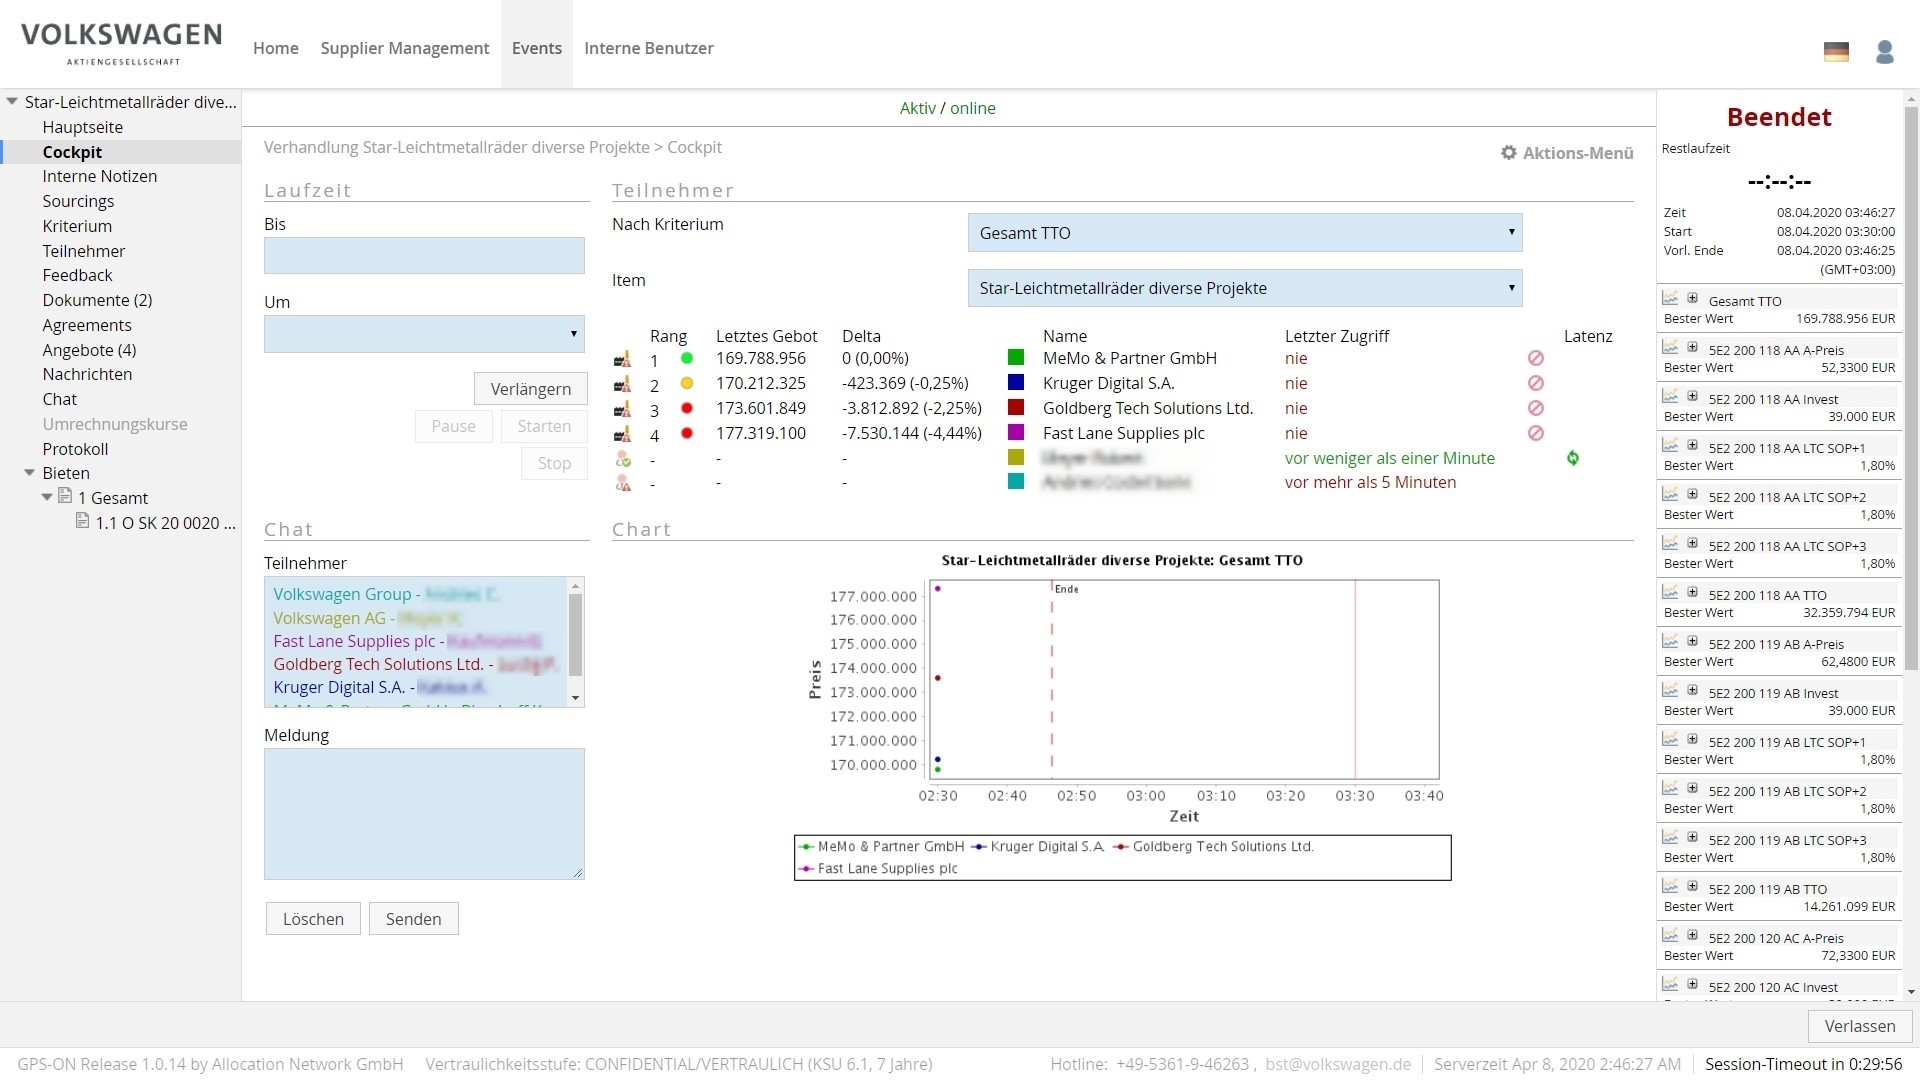 VOLKSWAGEN
AKTIENGESELLSCHAFT
Home Supplier Management Events Interne Benutzer
Star-Leichtmetallräder dive...
Hauptseite
Cockpit
Interne Notizen
Sourcings
Kriterium
Teilnehmer
Feedback
Dokumente (2)
Agreements
Angebote (4)
Nachrichten
Chat
Umrechnungskurse
Protokoll
Bieten
1 Gesamt
1.1 O SK 20 0020 ...
Aktiv / online
Verhandlung Star-Leichtmetallräder diverse Projekte > Cockpit
Aktions-Menü
Laufzeit
Bis
Um
Verlängern
Pause Starten
Stop
Teilnehmer
Nach Kriterium Gesamt TTO
Item Star-Leichtmetallräder diverse Projekte
Rang Letztes Gebot Delta Name Letzter Zugriff Latenz
1 169.788.956 0 (0,00%) MeMo & Partner GmbH nie
2 170.212.325 -423.369 (-0,25%) Kruger Digital S.A. nie
3 173.601.849 -3.812.892 (-2,25%) Goldberg Tech Solutions Ltd. nie
4 177.319.100 -7.530.144 (-4,44%) Fast Lane Supplies plc nie
- - - vor weniger als einer Minute
- - - vor mehr als 5 Minuten
Chat
Teilnehmer
Volkswagen Group -
Volkswagen AG -
Fast Lane Supplies plc -
Goldberg Tech Solutions Ltd. -
Kruger Digital S.A. -
Meldung
Löschen Senden
Chart
Star-Leichtmetallräder diverse Projekte: Gesamt TTO
Ende
Preis
177.000.000
176.000.000
175.000.000
174.000.000
173.000.000
172.000.000
171.000.000
170.000.000
02:30 02:40 02:50 03:00 03:10 03:20 03:30 03:40
Zeit
MeMo & Partner GmbH Kruger Digital S.A. Goldberg Tech Solutions Ltd.
Fast Lane Supplies plc
Beendet
Restlaufzeit
--:--:--
Zeit 08.04.2020 03:46:27
Start 08.04.2020 03:30:00
Vorl. Ende 08.04.2020 03:46:25
(GMT+03:00)
Gesamt TTO
Bester Wert 169.788.956 EUR
5E2 200 118 AA A-Preis
Bester Wert 52,3300 EUR
5E2 200 118 AA Invest
Bester Wert 39.000 EUR
5E2 200 118 AA LTC SOP+1
Bester Wert 1,80%
5E2 200 118 AA LTC SOP+2
Bester Wert 1,80%
5E2 200 118 AA LTC SOP+3
Bester Wert 1,80%
5E2 200 118 AA TTO
Bester Wert 32.359.794 EUR
5E2 200 119 AB A-Preis
Bester Wert 62,4800 EUR
5E2 200 119 AB Invest
Bester Wert 39.000 EUR
5E2 200 119 AB LTC SOP+1
Bester Wert 1,80%
5E2 200 119 AB LTC SOP+2
Bester Wert 1,80%
5E2 200 119 AB LTC SOP+3
Bester Wert 1,80%
5E2 200 119 AB TTO
Bester Wert 14.261.099 EUR
5E2 200 120 AC A-Preis
Bester Wert 72,3300 EUR
5E2 200 120 AC Invest
Verlassen
GPS-ON Release 1.0.14 by Allocation Network GmbH Vertraulichkeitsstufe: CONFIDENTIAL/VERTRAULICH (KSU 6.1, 7 Jahre) Hotline: +49-5361-9-46263 , bst@volkswagen.de Serverzeit Apr 8, 2020 2:46:27 AM Session-Timeout in 0:29:56